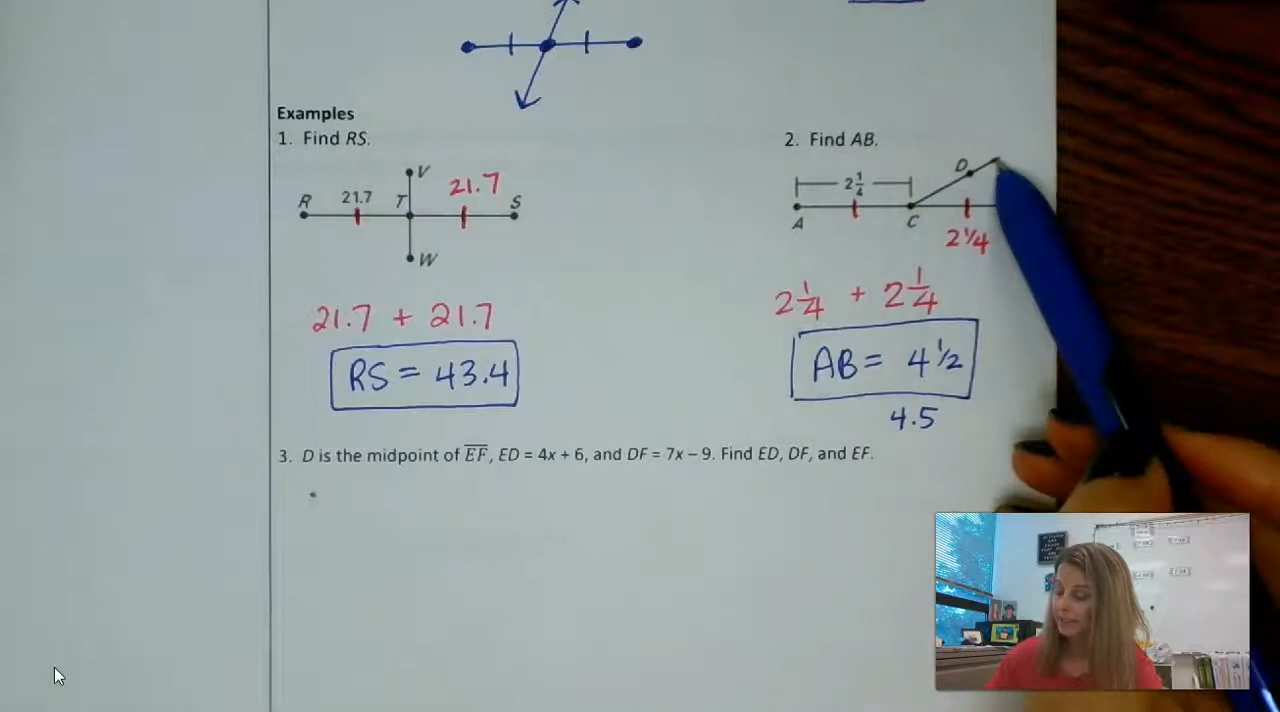 Examples
1. Find RS.
2. Find AB.
V
R 21.7 T 21.7 S
W
D
2 1/4
A C
2 1/4
21.7 + 21.7
2 1/4 + 2 1/4
RS = 43.4
AB = 4 1/2
4.5
3. D is the midpoint of EF, ED = 4x + 6, and DF = 7x – 9. Find ED, DF, and EF.